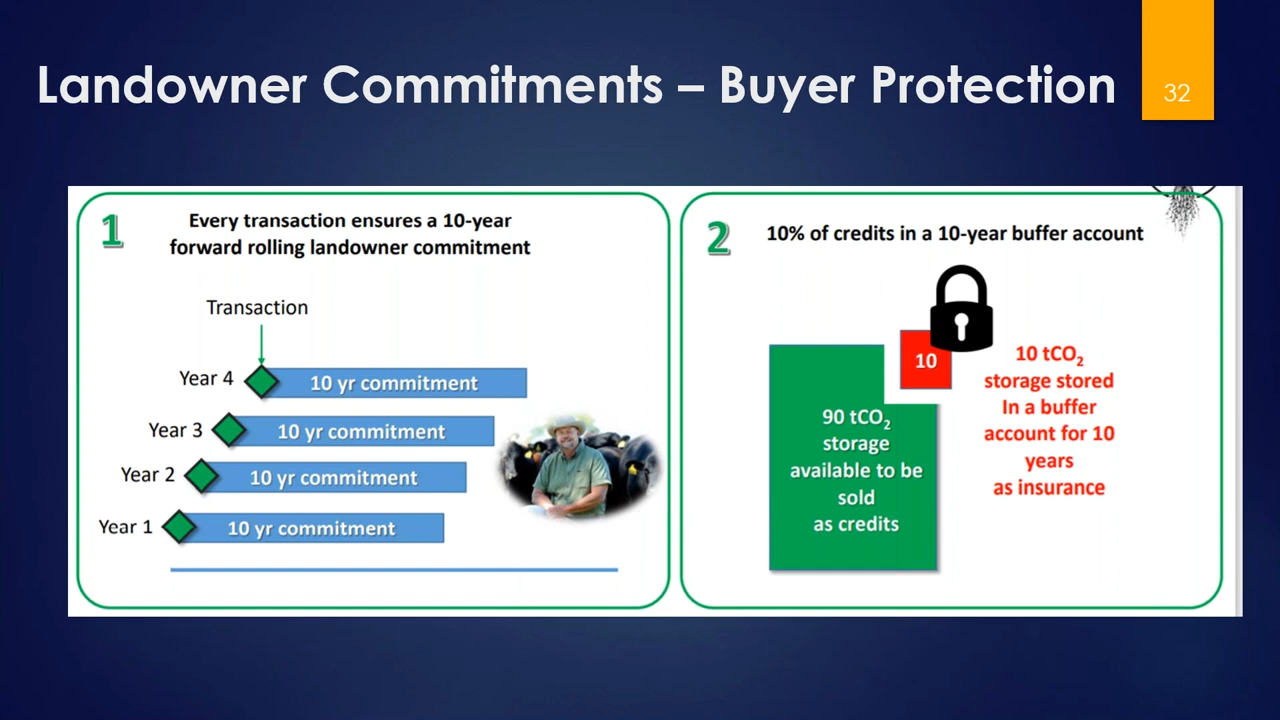 Landowner Commitments – Buyer Protection
32
1
Every transaction ensures a 10-year
forward rolling landowner commitment
Transaction
Year 4
10 yr commitment
Year 3
10 yr commitment
Year 2
10 yr commitment
Year 1
10 yr commitment
2
10% of credits in a 10-year buffer account
10
90 tCO₂
storage
available to be
sold
as credits
10 tCO₂
storage stored
In a buffer
account for 10
years
as insurance